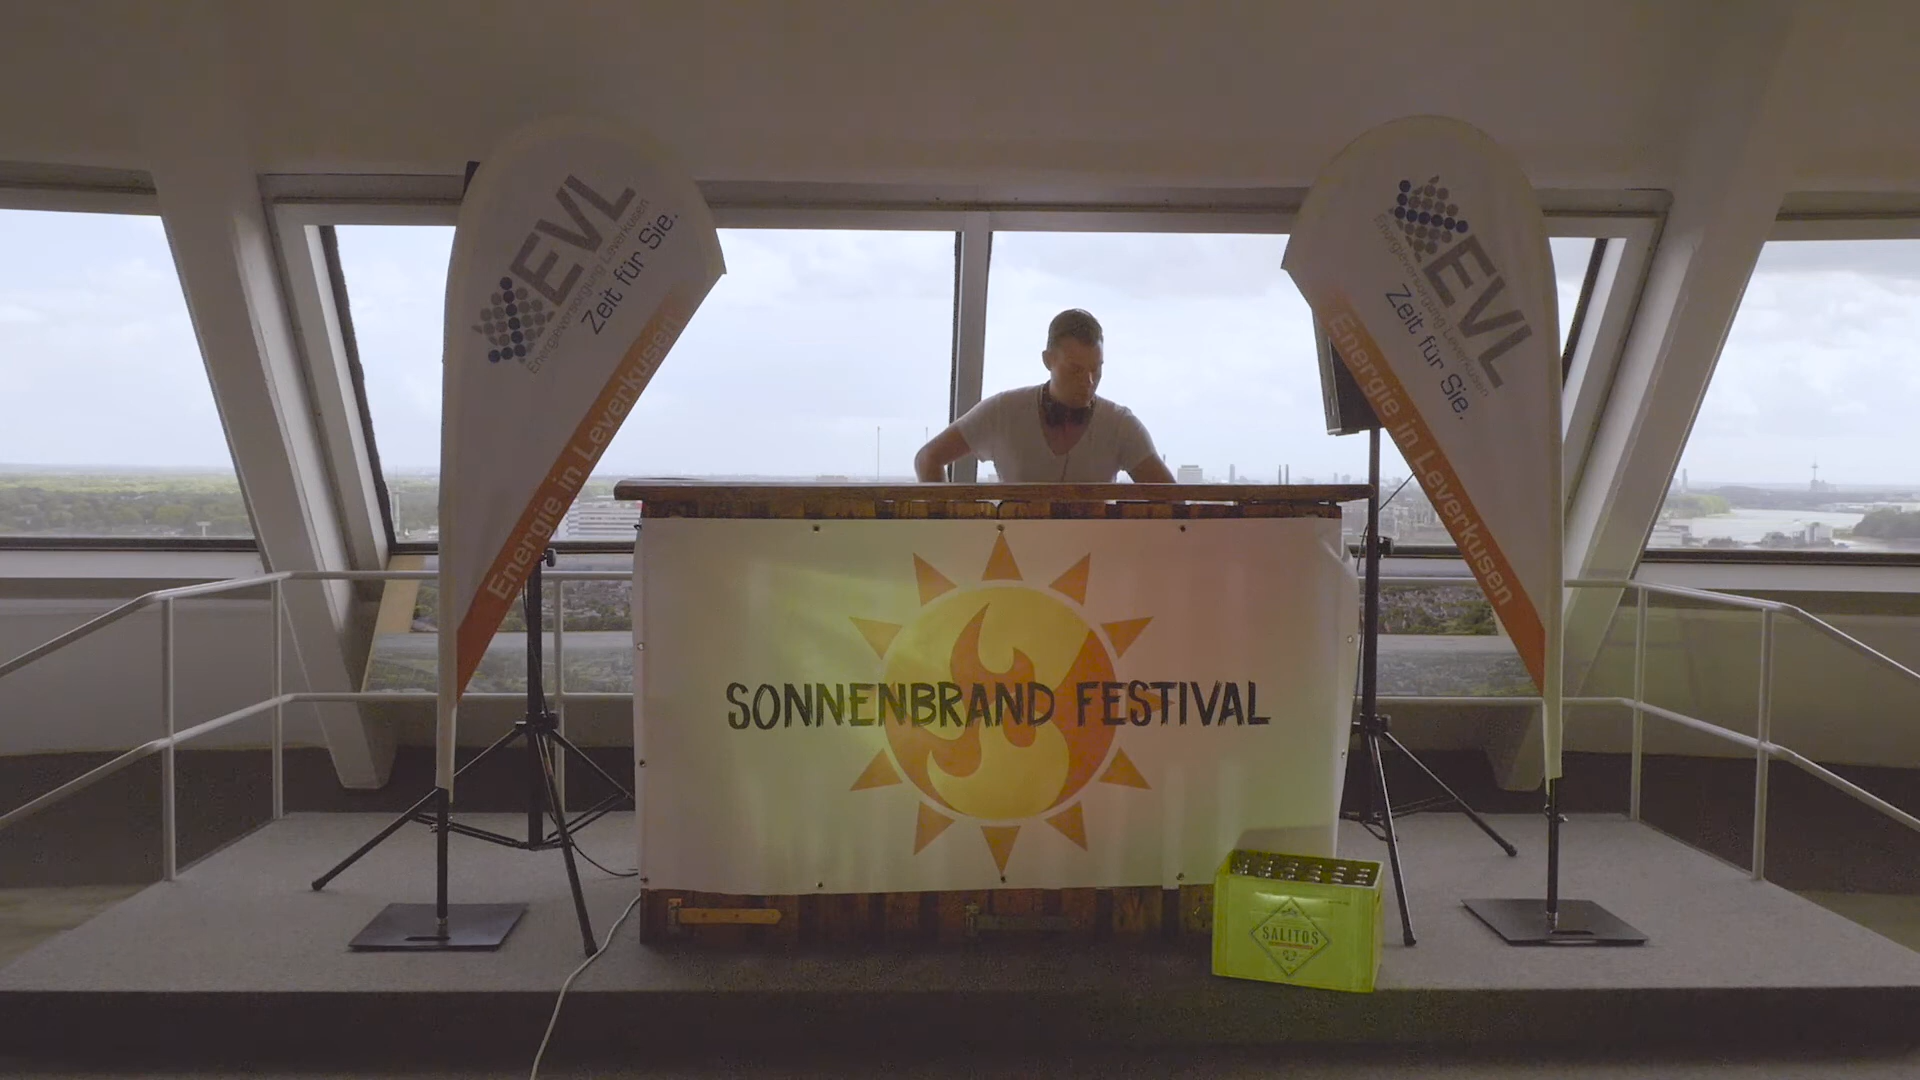 EVL
Energieversorgung Leverkusen
Zeit für Sie.
Energie in Leverkusen
EVL
Energieversorgung Leverkusen
Zeit für Sie.
Energie in Leverkusen
SONNENBRAND FESTIVAL
SALITOS